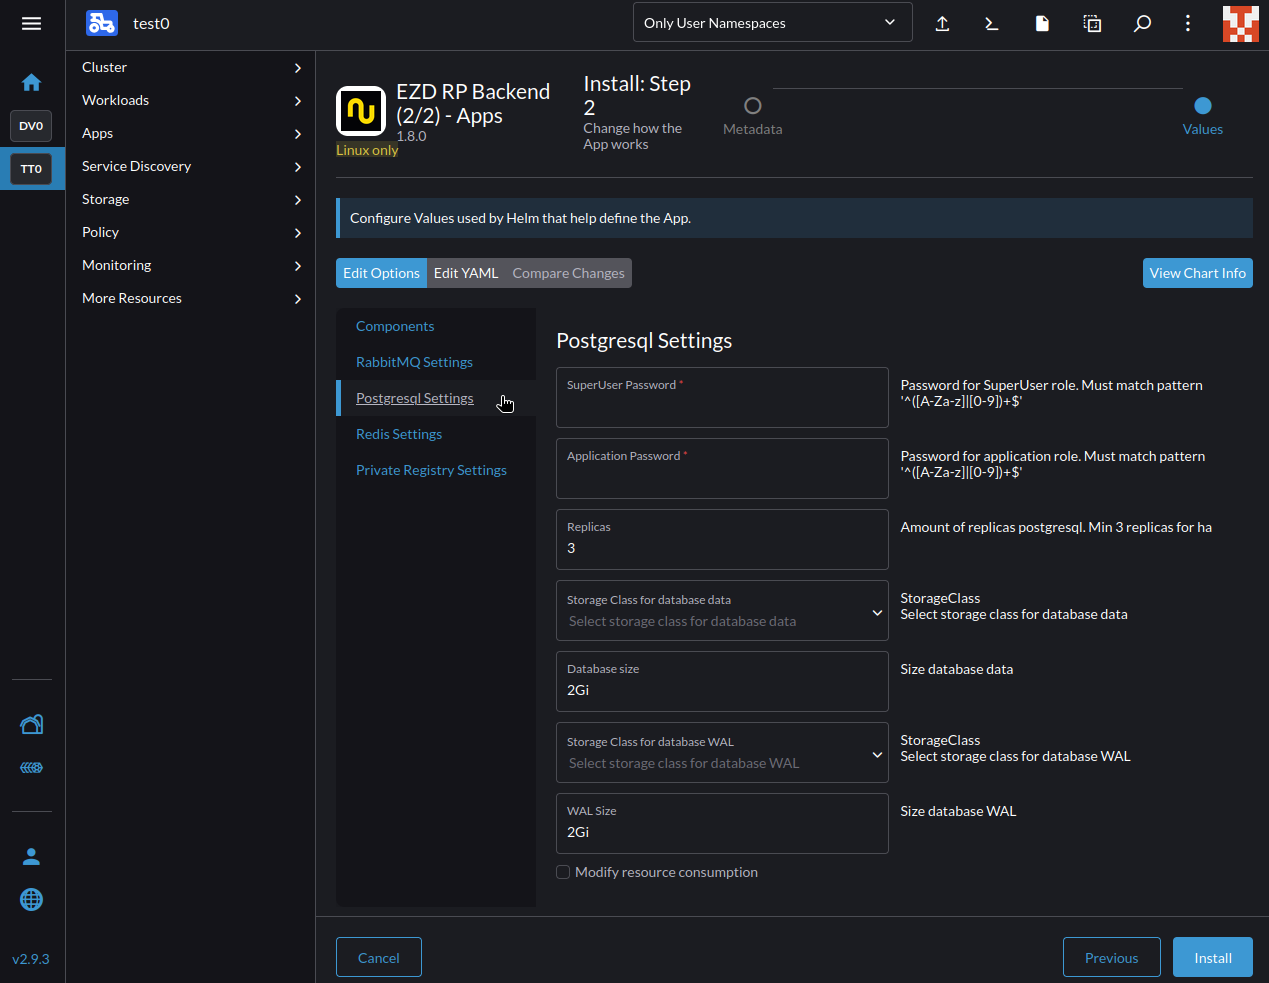 test0
Only User Namespaces
DV0
TT0
v2.9.3
Cluster
Workloads
Apps
Service Discovery
Storage
Policy
Monitoring
More Resources
EZD RP Backend
(2/2) - Apps
1.8.0
Linux only
Install: Step
2
Change how the
App works
Metadata
Values
Configure Values used by Helm that help define the App.
Edit Options
Edit YAML
Compare Changes
View Chart Info
Components
RabbitMQ Settings
Postgresql Settings
Redis Settings
Private Registry Settings
Postgresql Settings
SuperUser Password *
Password for SuperUser role. Must match pattern
'^([A-Za-z]|[0-9])+$'
Application Password *
Password for application role. Must match pattern
'^([A-Za-z]|[0-9])+$'
Replicas
3
Amount of replicas postgresql. Min 3 replicas for ha
Storage Class for database data
Select storage class for database data
StorageClass
Select storage class for database data
Database size
2Gi
Size database data
Storage Class for database WAL
Select storage class for database WAL
StorageClass
Select storage class for database WAL
WAL Size
2Gi
Size database WAL
Modify resource consumption
Cancel
Previous
Install